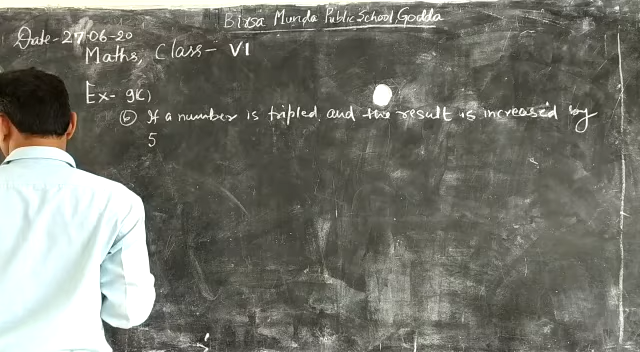 Birsa Munda Public School, Godda
Date-27.06-20
Maths, Class- VI
Ex- 9(C)
(6) If a number is tripled and the result is increased by
5